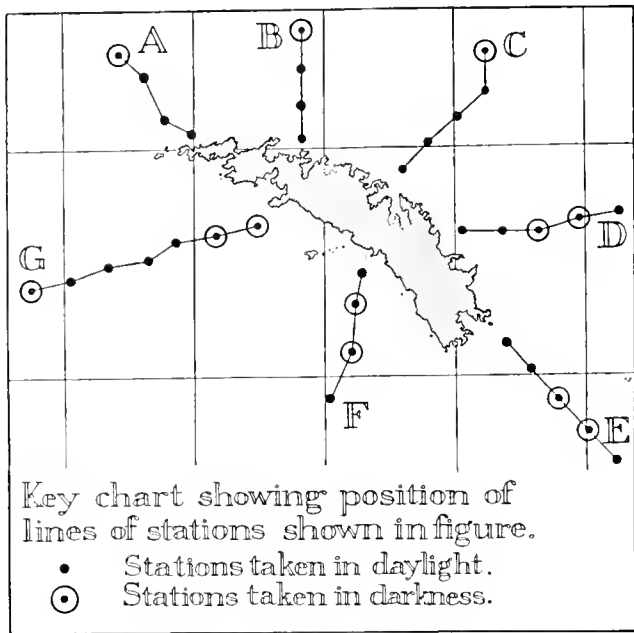 A
B
C
G
D
F
E
Key chart showing position of
lines of stations shown in figure.
Stations taken in daylight.
Stations taken in darkness.